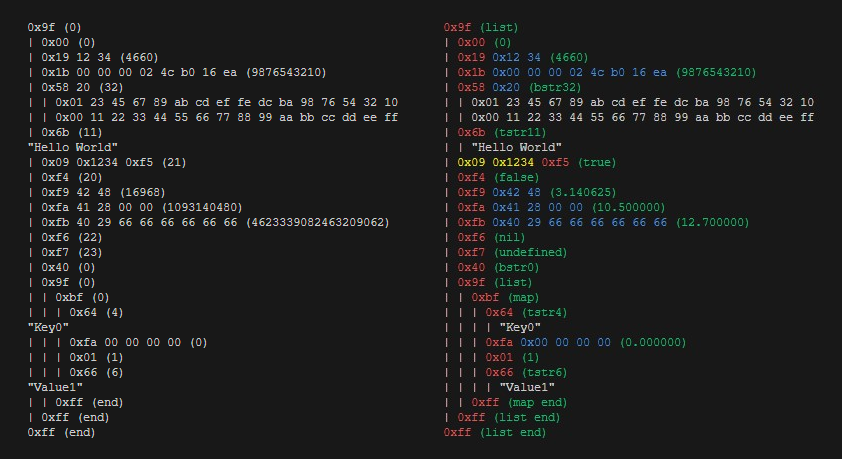 0x9f (0)
| 0x00 (0)
| 0x19 12 34 (4660)
| 0x1b 00 00 00 02 4c b0 16 ea (9876543210)
| 0x58 20 (32)
| | 0x01 23 45 67 89 ab cd ef fe dc ba 98 76 54 32 10
| | 0x00 11 22 33 44 55 66 77 88 99 aa bb cc dd ee ff
| 0x6b (11)
"Hello World"
| 0x09 0x1234 0xf5 (21)
| 0xf4 (20)
| 0xf9 42 48 (16968)
| 0xfa 41 28 00 00 (1093140480)
| 0xfb 40 29 66 66 66 66 66 66 (4623339082463209062)
| 0xf6 (22)
| 0xf7 (23)
| 0x40 (0)
| 0x9f (0)
| | 0xbf (0)
| | | 0x64 (4)
"Key0"
| | | 0xfa 00 00 00 00 (0)
| | | 0x01 (1)
| | | 0x66 (6)
"Value1"
| | 0xff (end)
| 0xff (end)
0xff (end)
0x9f (list)
| 0x00 (0)
| 0x19 0x12 34 (4660)
| 0x1b 0x00 00 00 02 4c b0 16 ea (9876543210)
| 0x58 0x20 (bstr32)
| | 0x01 23 45 67 89 ab cd ef fe dc ba 98 76 54 32 10
| | 0x00 11 22 33 44 55 66 77 88 99 aa bb cc dd ee ff
| 0x6b (tstr11)
| | "Hello World"
| 0x09 0x1234 0xf5 (true)
| 0xf4 (false)
| 0xf9 0x42 48 (3.140625)
| 0xfa 0x41 28 00 00 (10.500000)
| 0xfb 0x40 29 66 66 66 66 66 66 (12.700000)
| 0xf6 (nil)
| 0xf7 (undefined)
| 0x40 (bstr0)
| 0x9f (list)
| | 0xbf (map)
| | | 0x64 (tstr4)
| | | | "Key0"
| | | 0xfa 0x00 00 00 00 (0.000000)
| | | 0x01 (1)
| | | 0x66 (tstr6)
| | | | "Value1"
| | 0xff (map end)
| 0xff (list end)
0xff (list end)